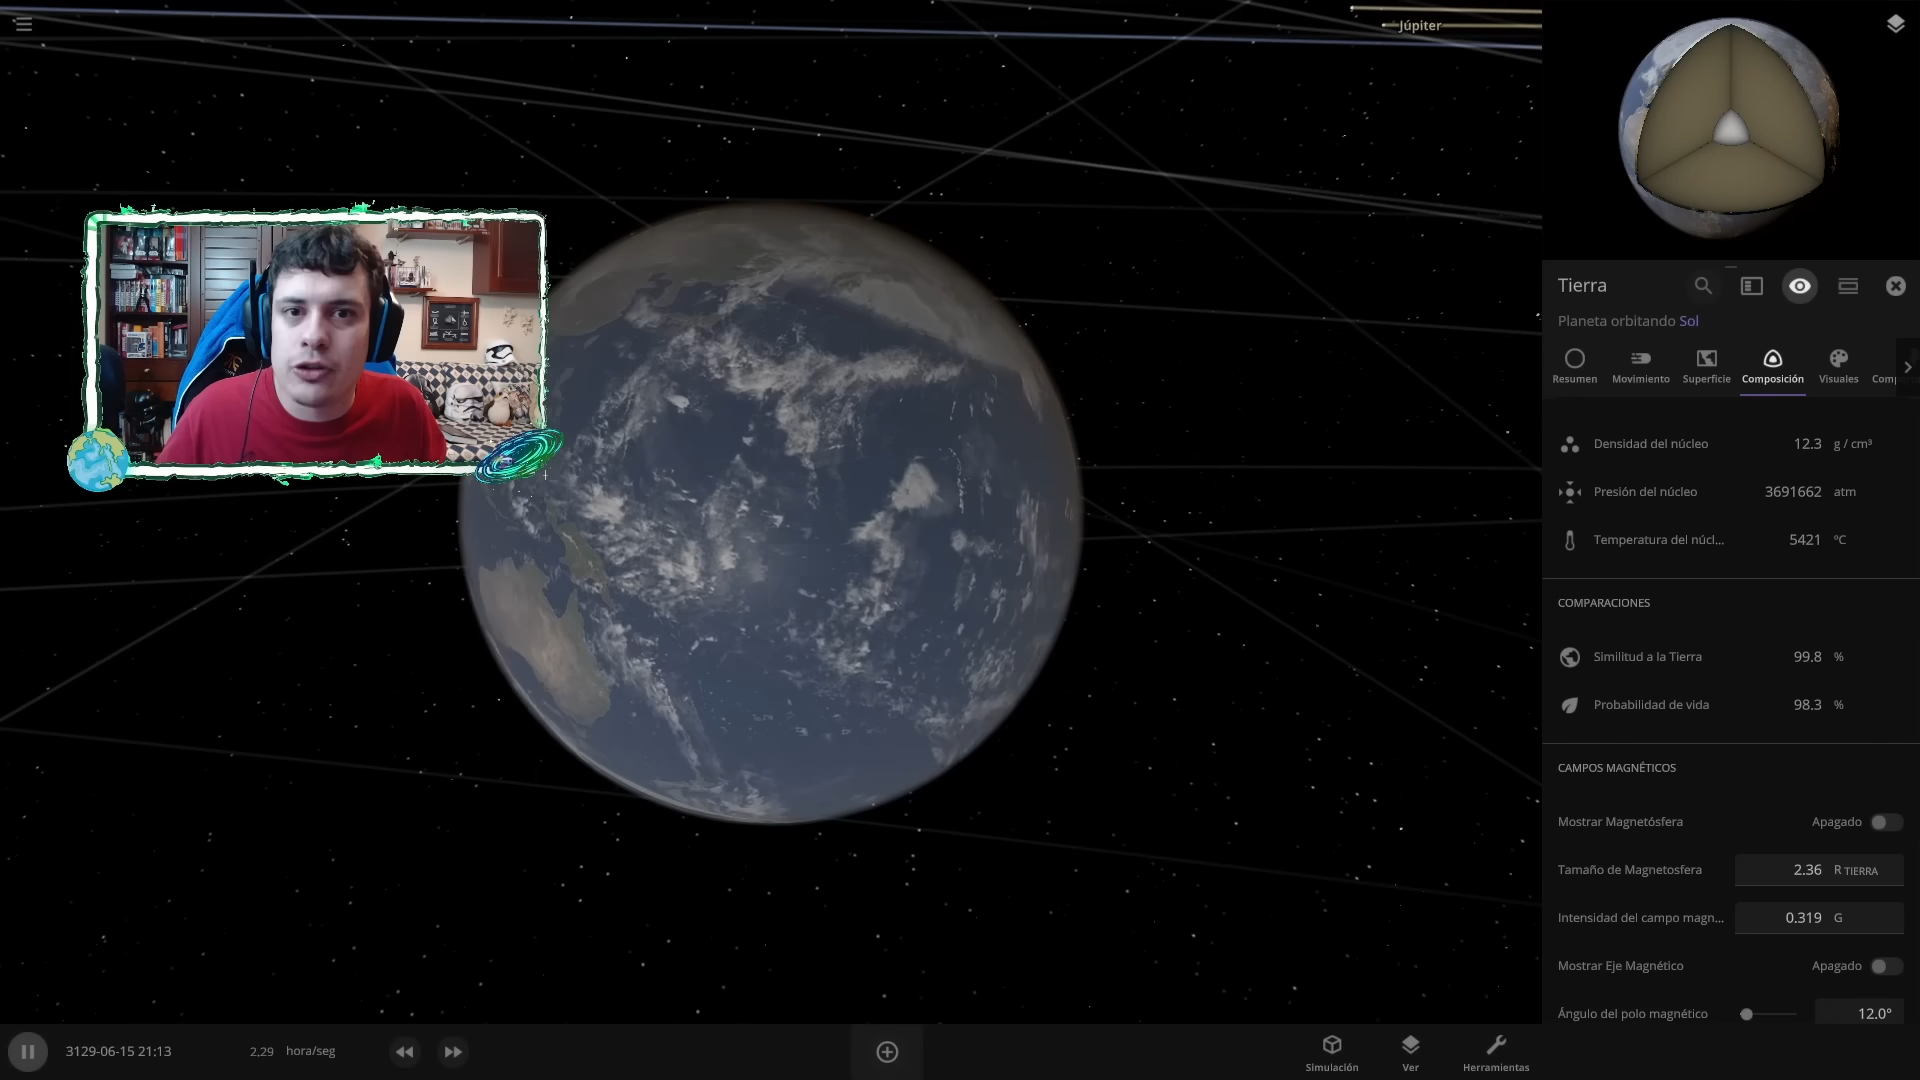 Júpiter
Tierra
Planeta orbitando Sol
Resumen Movimiento Superficie Composición Visuales Comp
Densidad del núcleo 12.3 g / cm³
Presión del núcleo 3691662 atm
Temperatura del núcl... 5421 °C
COMPARACIONES
Similitud a la Tierra 99.8 %
Probabilidad de vida 98.3 %
CAMPOS MAGNÉTICOS
Mostrar Magnetósfera Apagado
Tamaño de Magnetosfera 2.36 R TIERRA
Intensidad del campo magn... 0.319 G
Mostrar Eje Magnético Apagado
Ángulo del polo magnético 12.0°
3129-06-15 21:13 2,29 hora/seg
Simulación Ver Herramientas